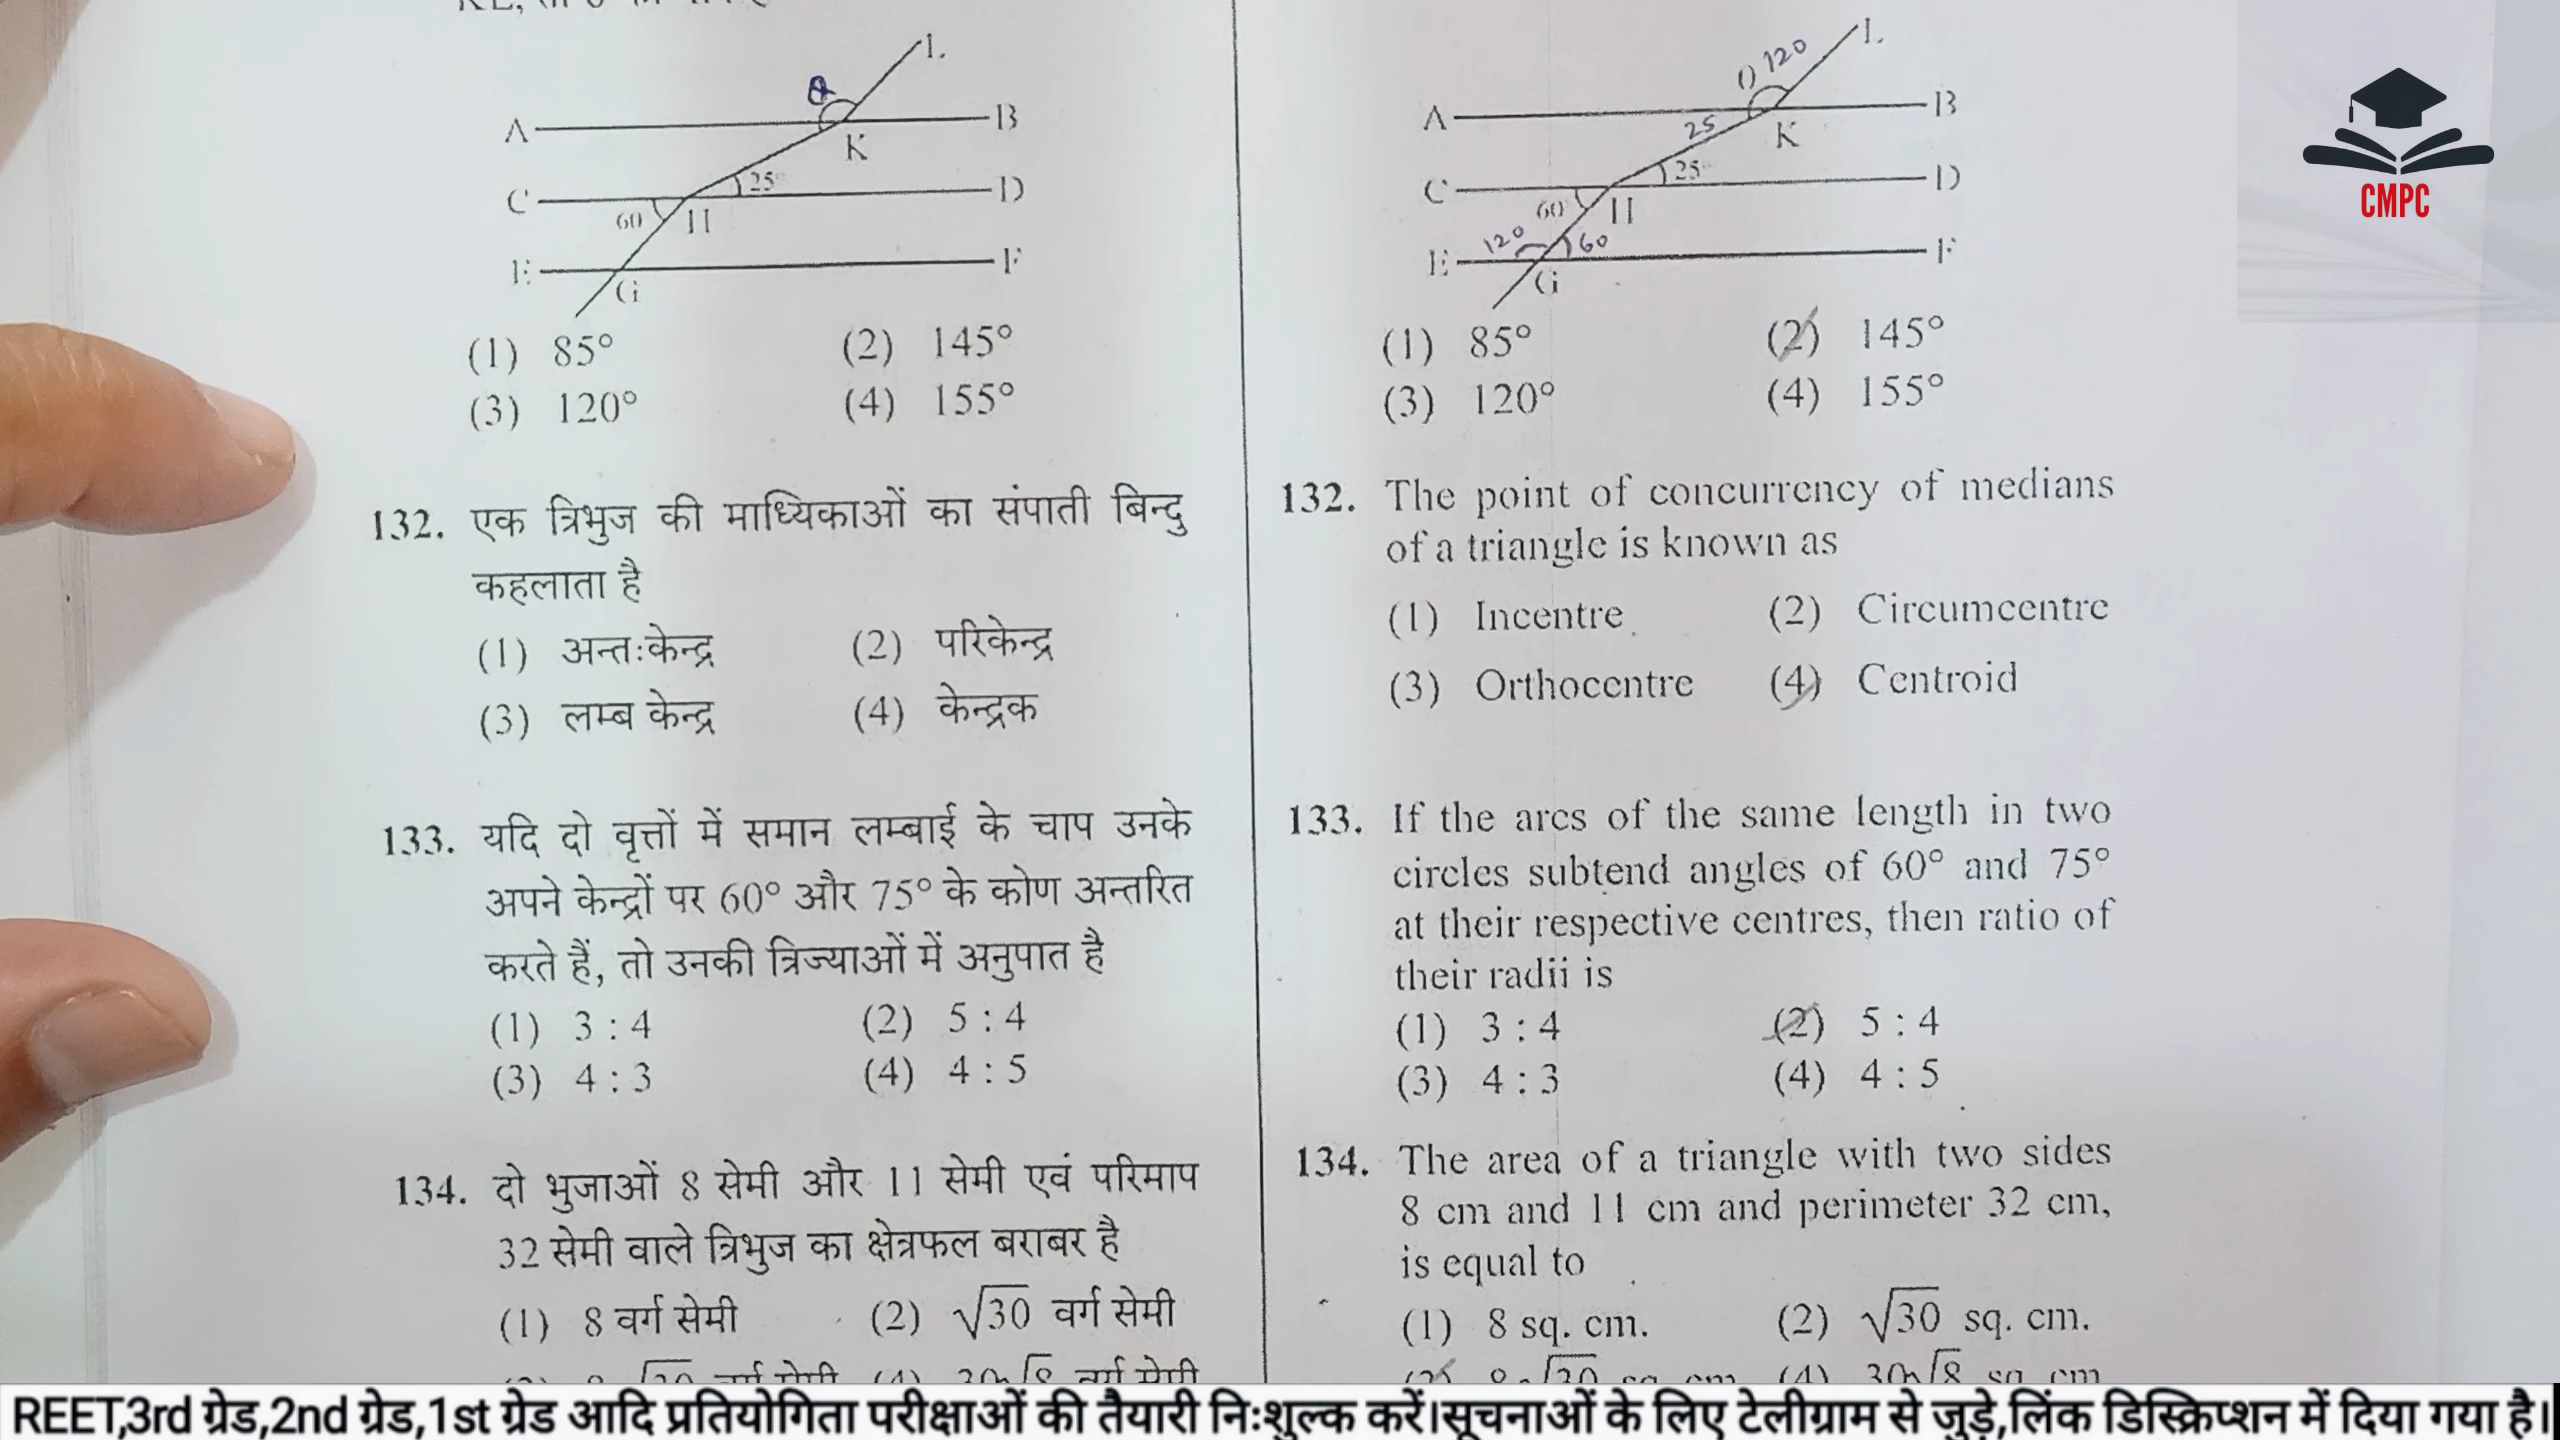 θ
L
A
B
K
25°
C
D
60
H
E
F
G
(1) 85° (2) 145°
(3) 120° (4) 155°
132. एक त्रिभुज की माध्यिकाओं का संपाती बिन्दु
कहलाता है
(1) अन्तःकेन्द्र (2) परिकेन्द्र
(3) लम्ब केन्द्र (4) केन्द्रक
133. यदि दो वृत्तों में समान लम्बाई के चाप उनके
अपने केन्द्रों पर 60° और 75° के कोण अन्तरित
करते हैं, तो उनकी त्रिज्याओं में अनुपात है
(1) 3 : 4 (2) 5 : 4
(3) 4 : 3 (4) 4 : 5
134. दो भुजाओं 8 सेमी और 11 सेमी एवं परिमाप
32 सेमी वाले त्रिभुज का क्षेत्रफल बराबर है
(1) 8 वर्ग सेमी (2) √30 वर्ग सेमी
120
L
A
B
25
K
C
25°
D
60
H
120
60
E
F
G
(1) 85° (2) 145°
(3) 120° (4) 155°
132. The point of concurrency of medians
of a triangle is known as
(1) Incentre (2) Circumcentre
(3) Orthocentre (4) Centroid
133. If the arcs of the same length in two
circles subtend angles of 60° and 75°
at their respective centres, then ratio of
their radii is
(1) 3 : 4 (2) 5 : 4
(3) 4 : 3 (4) 4 : 5
134. The area of a triangle with two sides
8 cm and 11 cm and perimeter 32 cm,
is equal to
(1) 8 sq. cm. (2) √30 sq. cm.
CMPC
REET,3rd ग्रेड,2nd ग्रेड,1st ग्रेड आदि प्रतियोगिता परीक्षाओं की तैयारी निःशुल्क करें।सूचनाओं के लिए टेलीग्राम से जुड़े,लिंक डिस्क्रिप्शन में दिया गया है।